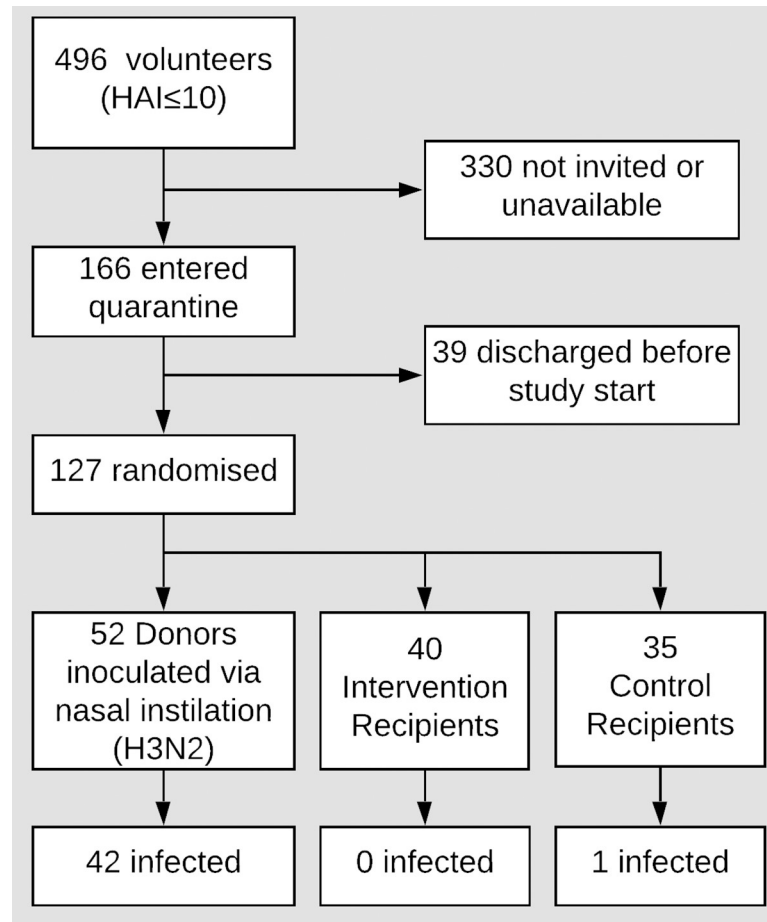 496 volunteers
(HAI≤10)
330 not invited or
unavailable
166 entered
quarantine
39 discharged before
study start
127 randomised
52 Donors
inoculated via
nasal instilation
(H3N2)
40
Intervention
Recipients
35
Control
Recipients
42 infected
0 infected
1 infected